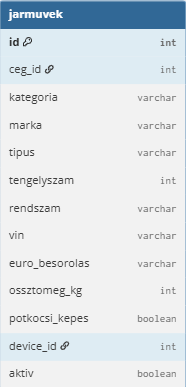 jarmuvek
id int
ceg_id int
kategoria varchar
marka varchar
tipus varchar
tengelyszam int
rendszam varchar
vin varchar
euro_besorolas varchar
ossztomeg_kg int
potkocsi_kepes boolean
device_id int
aktiv boolean